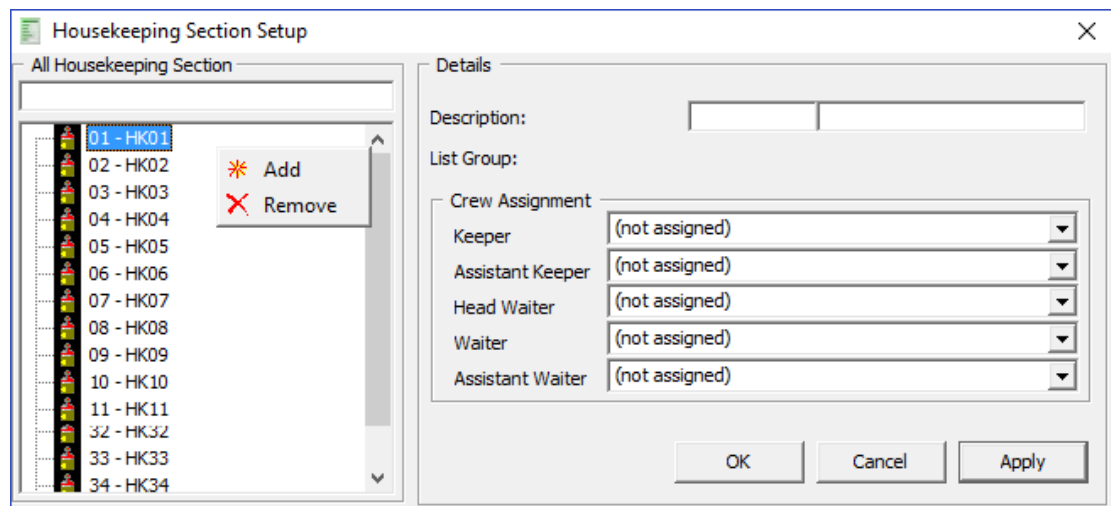 Housekeeping Section Setup
All Housekeeping Section
01 - HK01
02 - HK02
03 - HK03
04 - HK04
05 - HK05
06 - HK06
07 - HK07
08 - HK08
09 - HK09
10 - HK10
11 - HK11
32 - HK32
33 - HK33
34 - HK34
Add
Remove
Details
Description:
List Group:
Crew Assignment
Keeper (not assigned)
Assistant Keeper (not assigned)
Head Waiter (not assigned)
Waiter (not assigned)
Assistant Waiter (not assigned)
OK Cancel Apply